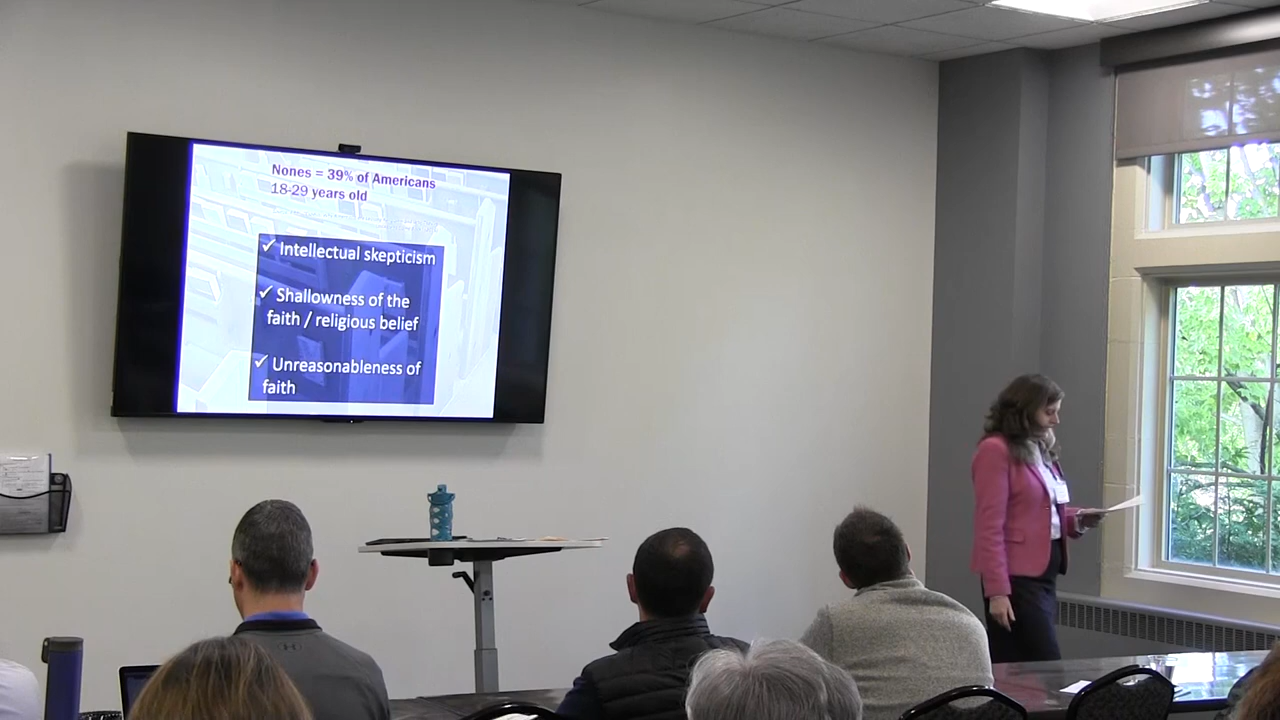 Nones = 39% of Americans
18-29 years old
✓ Intellectual skepticism
✓ Shallowness of the
faith / religious belief
✓ Unreasonableness of
faith